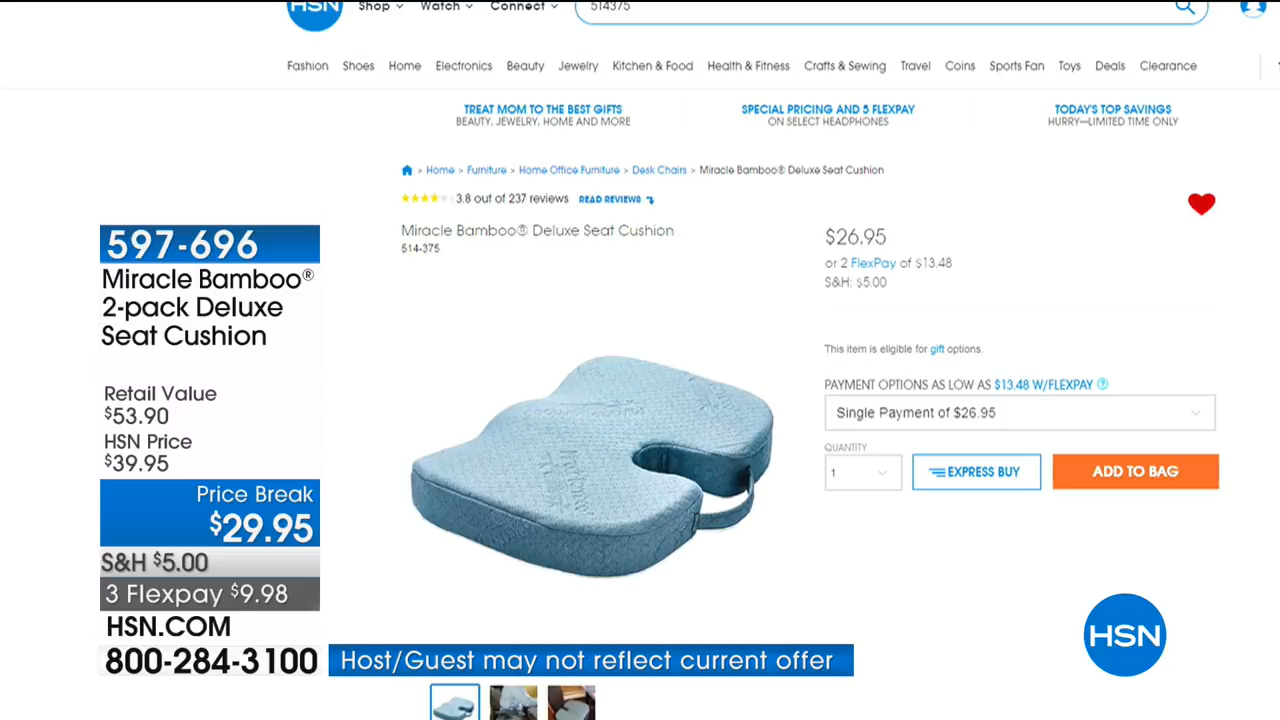 HSN
Shop
Watch
Connect
514375
Fashion Shoes Home Electronics Beauty Jewelry Kitchen & Food Health & Fitness Crafts & Sewing Travel Coins Sports Fan Toys Deals Clearance
TREAT MOM TO THE BEST GIFTS
BEAUTY, JEWELRY, HOME AND MORE
SPECIAL PRICING AND 5 FLEXPAY
ON SELECT HEADPHONES
TODAY'S TOP SAVINGS
HURRY—LIMITED TIME ONLY
> Home > Furniture > Home Office Furniture > Desk Chairs > Miracle Bamboo® Deluxe Seat Cushion
3.8 out of 237 reviews READ REVIEWS
Miracle Bamboo® Deluxe Seat Cushion
514-375
$26.95
or 2 FlexPay of $13.48
S&H: $5.00
This item is eligible for gift options.
PAYMENT OPTIONS AS LOW AS $13.48 W/FLEXPAY ?
Single Payment of $26.95
QUANTITY
1
EXPRESS BUY
ADD TO BAG
597-696
Miracle Bamboo®
2-pack Deluxe
Seat Cushion
Retail Value
$53.90
HSN Price
$39.95
Price Break
$29.95
S&H $5.00
3 Flexpay $9.98
HSN.COM
800-284-3100
Host/Guest may not reflect current offer
HSN